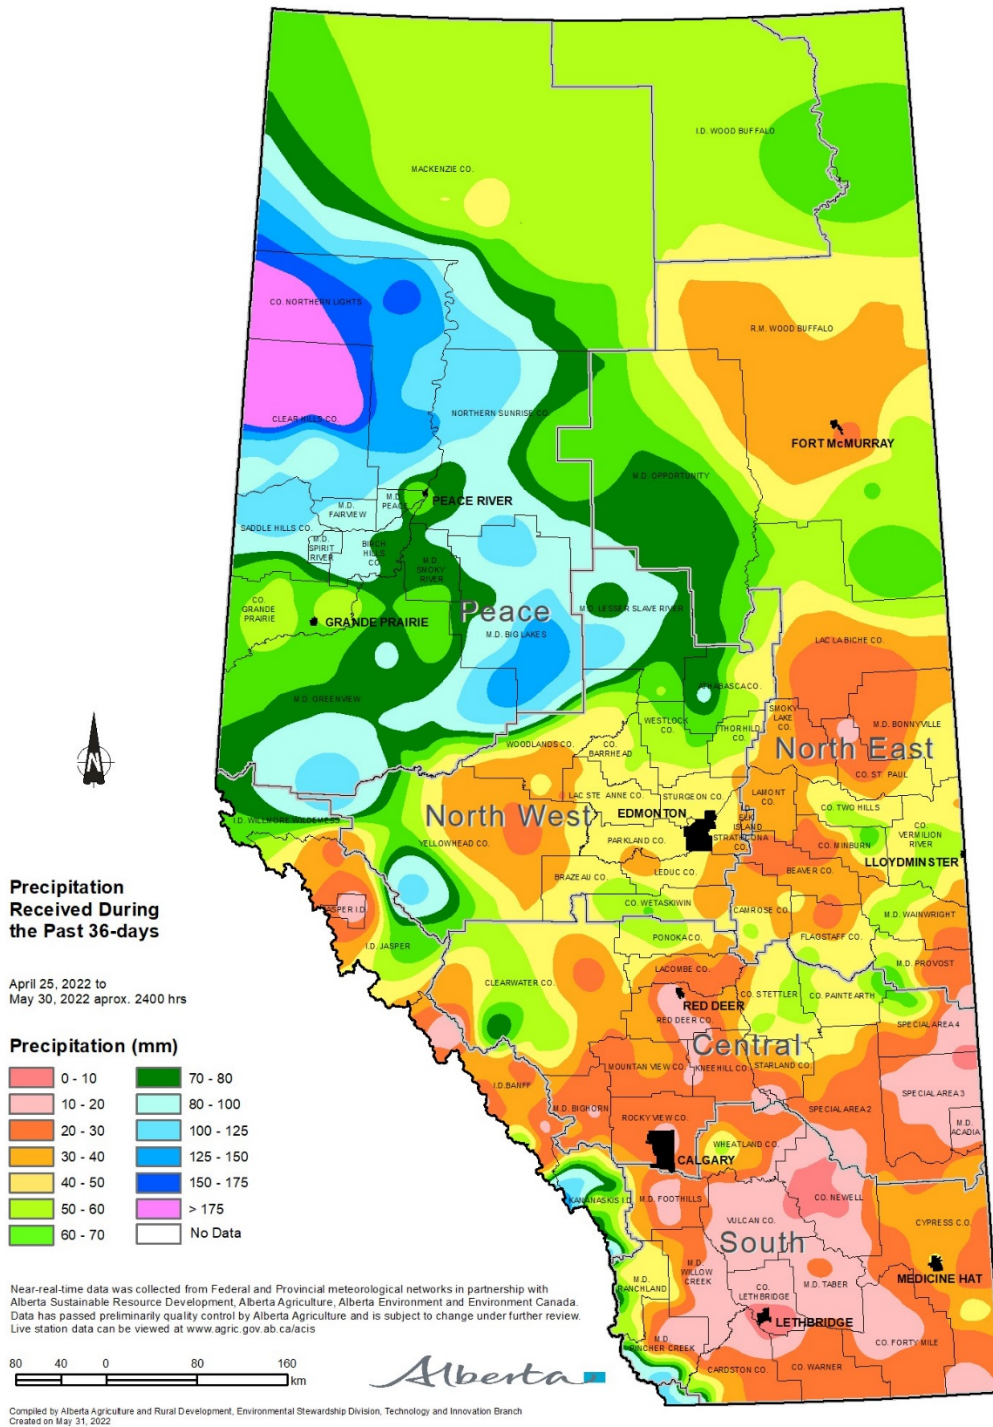 MACKENZIE CO.
I.D. WOOD BUFFALO
CO. NORTHERN LIGHTS
R.M. WOOD BUFFALO
CLEAR HILLS CO.
NORTHERN SUNRISE CO.
FORT McMURRAY
M.D. OPPORTUNITY
M.D.
PEACE
PEACE RIVER
M.D.
FAIRVIEW
SADDLE HILLS CO.
M.D.
SPIRIT
RIVER
BIRCH
HILLS
CO.
M.D.
SMOKY
RIVER
CO.
GRANDE
PRAIRIE
GRANDE PRAIRIE
Peace
M.D. BIG LAKES
M.D. LESSER SLAVE RIVER
LAC LA BICHE CO.
M.D. GREENVIEW
ATHABASCA CO.
SMOKY
LAKE
CO.
M.D. BONNYVILLE
WESTLOCK
CO.
THORHILD
CO.
WOODLANDS CO.
CO.
BARRHEAD
North East
CO. ST. PAUL
LAC STE ANNE CO.
STURGEON CO.
LAMONT
CO.
CO. TWO HILLS
North West
EDMONTON
I.D.
ELK
ISLAND
I.D. WILLMORE WILDERNESS
YELLOWHEAD CO.
PARKLAND CO.
STRATHCONA
CO.
CO. MINBURN
CO.
VERMILION
RIVER
LLOYDMINSTER
BRAZEAU CO.
LEDUC CO.
BEAVER CO.
CO. WETASKIWIN
CAMROSE CO.
M.D. WAINWRIGHT
JASPER I.D.
I.D. JASPER
PONOKA CO.
FLAGSTAFF CO.
M.D. PROVOST
LACOMBE CO.
CLEARWATER CO.
CO. STETTLER
CO. PAINTEARTH
RED DEER
RED DEER CO.
SPECIAL AREA 4
Central
MOUNTAIN VIEW CO.
KNEEHILL CO.
STARLAND CO.
I.D. BANFF
SPECIAL AREA 3
M.D. BIGHORN
ROCKY VIEW CO.
SPECIAL AREA 2
M.D.
ACADIA
WHEATLAND CO.
CALGARY
KANANASKIS I.D.
M.D. FOOTHILLS
CO. NEWELL
VULCAN CO.
CYPRESS C.O.
South
M.D.
WILLOW
CREEK
M.D.
RANCHLAND
MEDICINE HAT
M.D. TABER
CO.
LETHBRIDGE
LETHBRIDGE
M.D.
PINCHER CREEK
CO. FORTY MILE
CARDSTON CO.
CO. WARNER
N
Precipitation
Received During
the Past 36-days
April 25, 2022 to
May 30, 2022 aprox. 2400 hrs
Precipitation (mm)
0 - 10
10 - 20
20 - 30
30 - 40
40 - 50
50 - 60
60 - 70
70 - 80
80 - 100
100 - 125
125 - 150
150 - 175
> 175
No Data
Near-real-time data was collected from Federal and Provincial meteorological networks in partnership with
Alberta Sustainable Resource Development, Alberta Agriculture, Alberta Environment and Environment Canada.
Data has passed preliminarily quality control by Alberta Agriculture and is subject to change under further review.
Live station data can be viewed at www.agric.gov.ab.ca/acis
80 40 0 80 160
km
Alberta
Compiled by Alberta Agriculture and Rural Development, Environmental Stewardship Division, Technology and Innovation Branch
Created on May 31, 2022